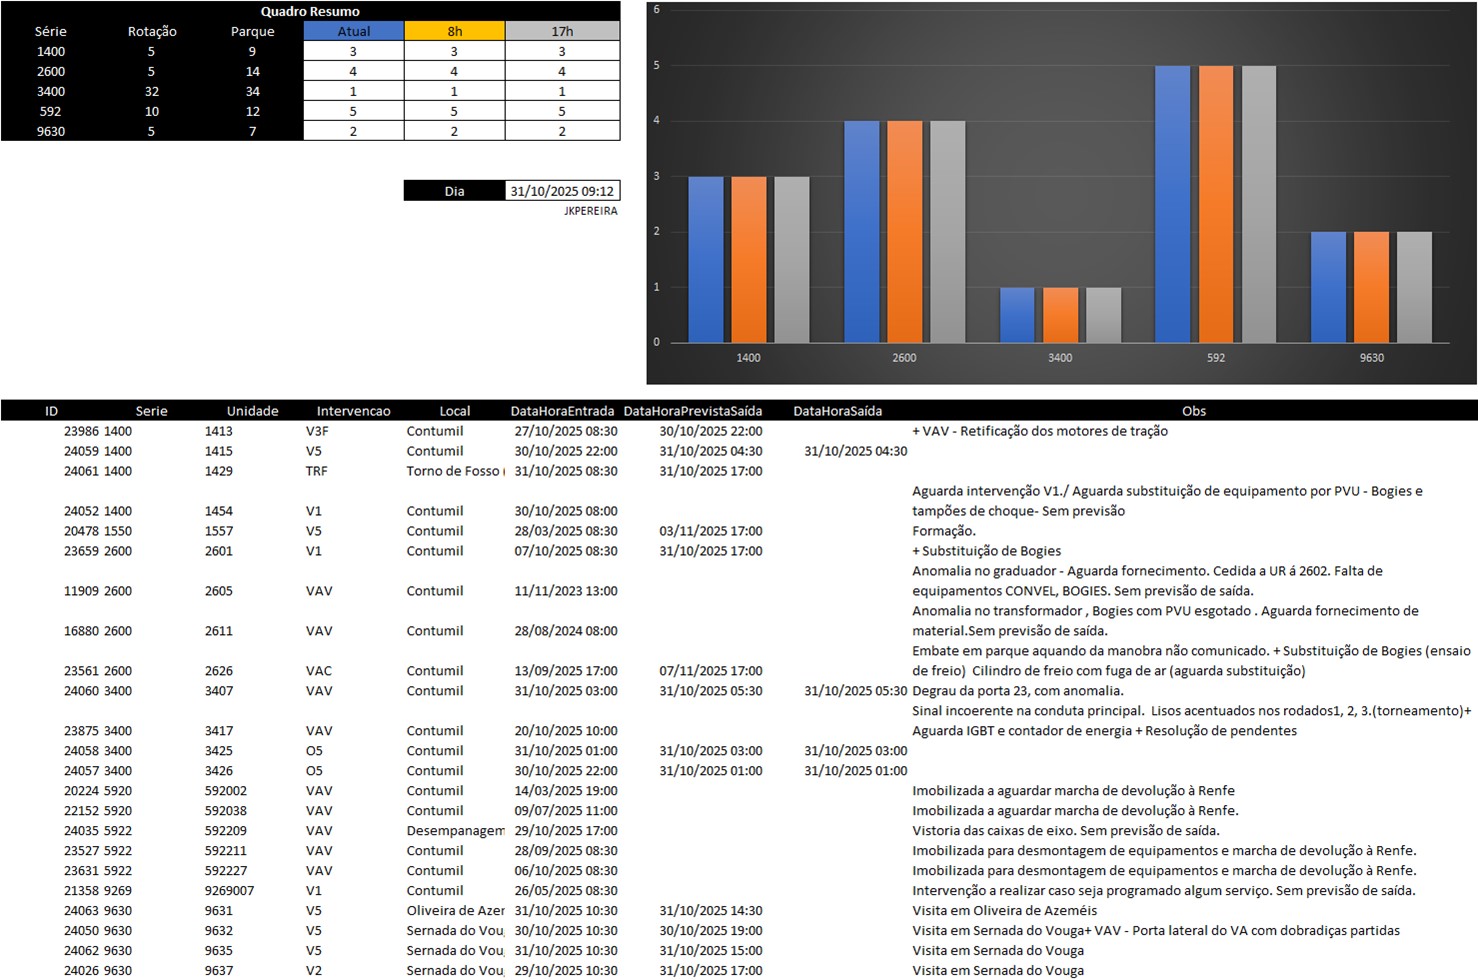 Quadro Resumo
Série Rotação Parque Atual 8h 17h
1400 5 9 3 3 3
2600 5 14 4 4 4
3400 32 34 1 1 1
592 10 12 5 5 5
9630 5 7 2 2 2
Dia 31/10/2025 09:12
JKPEREIRA
6
5
4
3
2
1
0
1400 2600 3400 592 9630
ID Serie Unidade Intervencao Local DataHoraEntrada DataHoraPrevistaSaída DataHoraSaída Obs
23986 1400 1413 V3F Contumil 27/10/2025 08:30 30/10/2025 22:00 + VAV - Retificação dos motores de tração
24059 1400 1415 V5 Contumil 30/10/2025 22:00 31/10/2025 04:30 31/10/2025 04:30
24061 1400 1429 TRF Torno de Fosso ( 31/10/2025 08:30 31/10/2025 17:00
Aguarda intervenção V1./ Aguarda substituição de equipamento por PVU - Bogies e
24052 1400 1454 V1 Contumil 30/10/2025 08:00 tampões de choque- Sem previsão
20478 1550 1557 V5 Contumil 28/03/2025 08:30 03/11/2025 17:00 Formação.
23659 2600 2601 V1 Contumil 07/10/2025 08:30 31/10/2025 17:00 + Substituição de Bogies
Anomalia no graduador - Aguarda fornecimento. Cedida a UR á 2602. Falta de
11909 2600 2605 VAV Contumil 11/11/2023 13:00 equipamentos CONVEL, BOGIES. Sem previsão de saída.
Anomalia no transformador , Bogies com PVU esgotado . Aguarda fornecimento de
16880 2600 2611 VAV Contumil 28/08/2024 08:00 material.Sem previsão de saída.
Embate em parque aquando da manobra não comunicado. + Substituição de Bogies (ensaio
23561 2600 2626 VAC Contumil 13/09/2025 17:00 07/11/2025 17:00 de freio) Cilindro de freio com fuga de ar (aguarda substituição)
24060 3400 3407 VAV Contumil 31/10/2025 03:00 31/10/2025 05:30 31/10/2025 05:30 Degrau da porta 23, com anomalia.
Sinal incoerente na conduta principal. Lisos acentuados nos rodados1, 2, 3.(torneamento)+
23875 3400 3417 VAV Contumil 20/10/2025 10:00 Aguarda IGBT e contador de energia + Resolução de pendentes
24058 3400 3425 O5 Contumil 31/10/2025 01:00 31/10/2025 03:00 31/10/2025 03:00
24057 3400 3426 O5 Contumil 30/10/2025 22:00 31/10/2025 01:00 31/10/2025 01:00
20224 5920 592002 VAV Contumil 14/03/2025 19:00 Imobilizada a aguardar marcha de devolução à Renfe
22152 5920 592038 VAV Contumil 09/07/2025 11:00 Imobilizada a aguardar marcha de devolução à Renfe.
24035 5922 592209 VAV Desempanagem 29/10/2025 17:00 Vistoria das caixas de eixo. Sem previsão de saída.
23527 5922 592211 VAV Contumil 28/09/2025 08:30 Imobilizada para desmontagem de equipamentos e marcha de devolução à Renfe.
23631 5922 592227 VAV Contumil 06/10/2025 08:30 Imobilizada para desmontagem de equipamentos e marcha de devolução à Renfe.
21358 9269 9269007 V1 Contumil 26/05/2025 08:30 Intervenção a realizar caso seja programado algum serviço. Sem previsão de saída.
24063 9630 9631 V5 Oliveira de Azer 31/10/2025 10:30 31/10/2025 14:30 Visita em Oliveira de Azeméis
24050 9630 9632 V5 Sernada do Vou 30/10/2025 10:30 30/10/2025 19:00 Visita em Sernada do Vouga+ VAV - Porta lateral do VA com dobradiças partidas
24062 9630 9635 V5 Sernada do Vou 31/10/2025 10:30 31/10/2025 15:00 Visita em Sernada do Vouga
24026 9630 9637 V2 Sernada do Vou 29/10/2025 10:30 31/10/2025 17:00 Visita em Sernada do Vouga